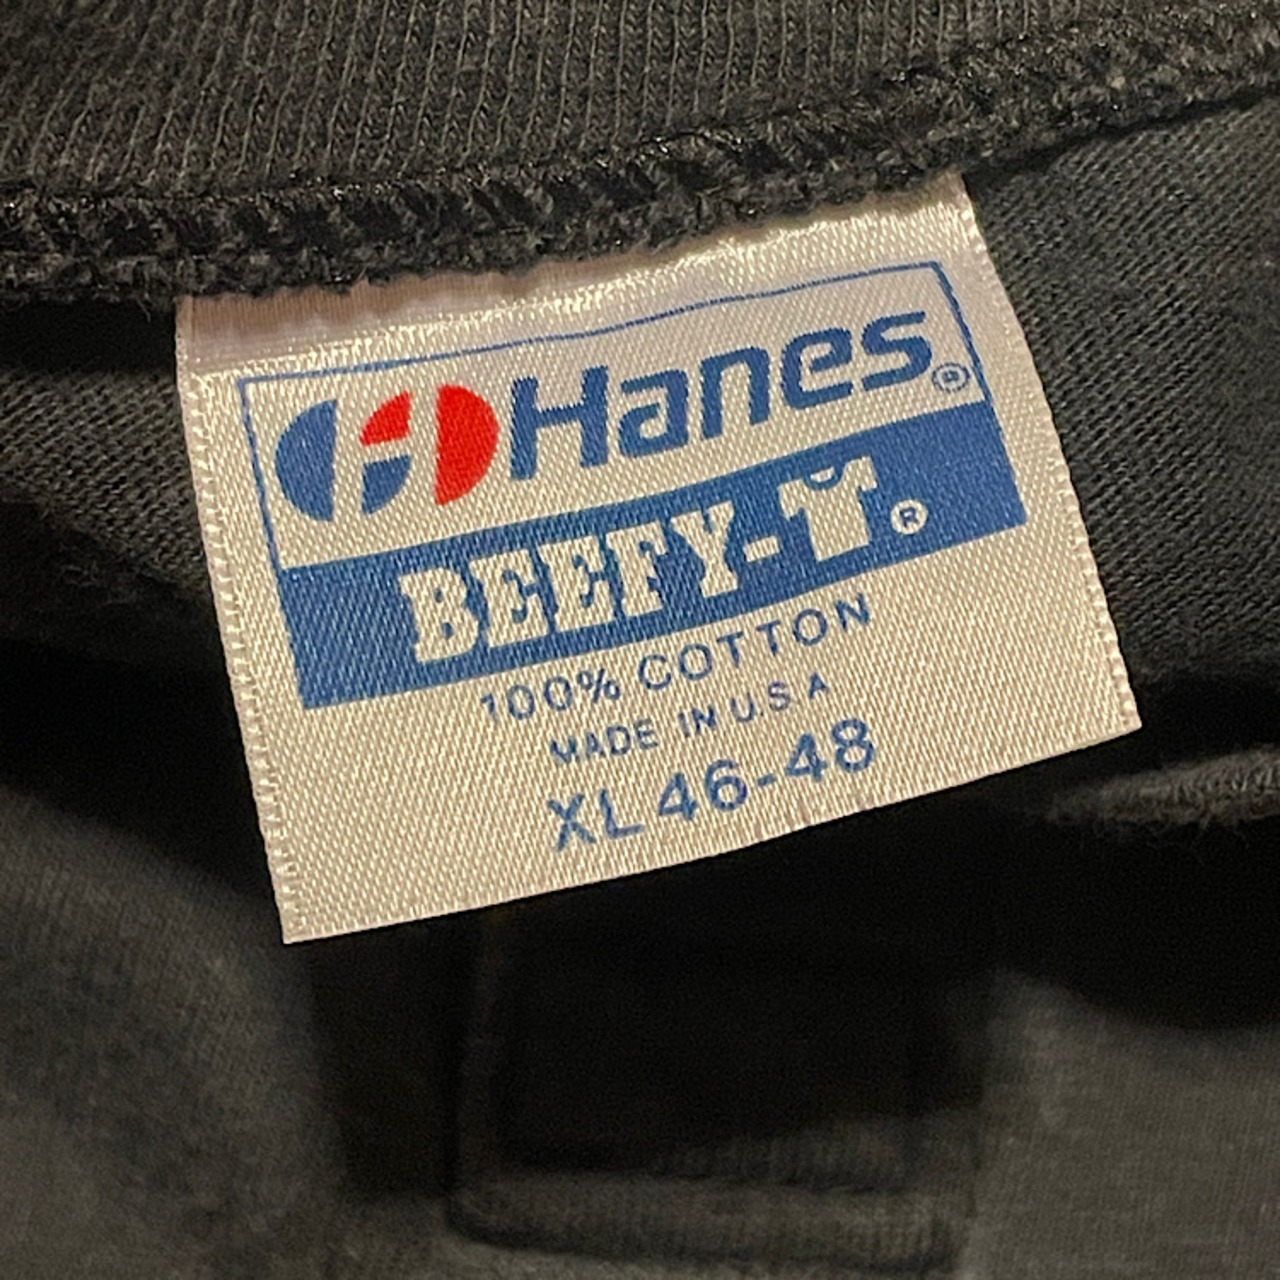 Hanes®
BEEFY-T®
100% COTTON
MADE IN U.S.A
XL 46-48